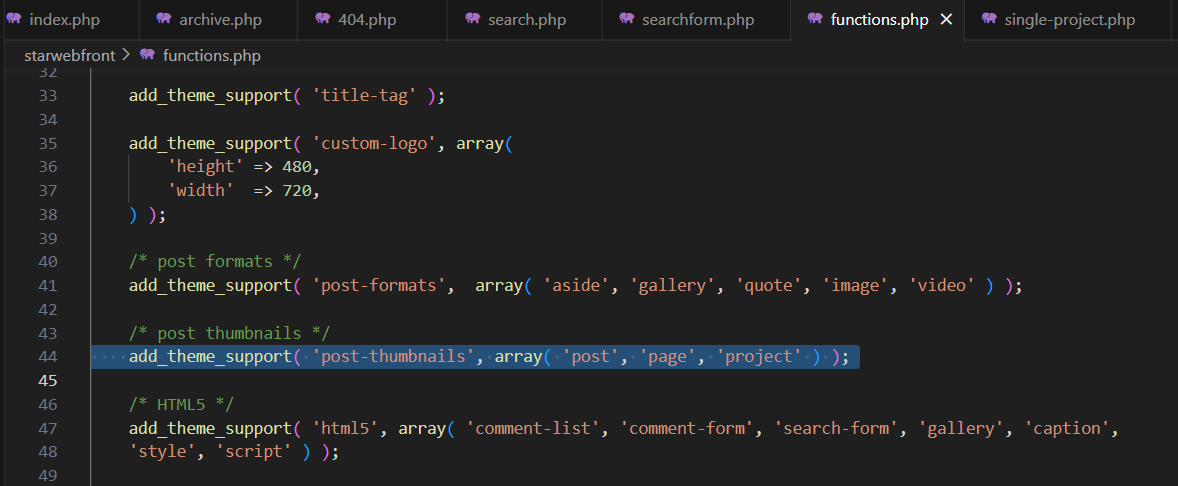 index.php archive.php 404.php search.php searchform.php functions.php single-project.php
starwebfront > functions.php
32
33 add_theme_support( 'title-tag' );
34
35 add_theme_support( 'custom-logo', array(
36 'height' => 480,
37 'width'  => 720,
38 ) );
39
40 /* post formats */
41 add_theme_support( 'post-formats',  array( 'aside', 'gallery', 'quote', 'image', 'video' ) );
42
43 /* post thumbnails */
44 add_theme_support( 'post-thumbnails', array( 'post', 'page', 'project' ) );
45
46 /* HTML5 */
47 add_theme_support( 'html5', array( 'comment-list', 'comment-form', 'search-form', 'gallery', 'caption',
48 'style', 'script' ) );
49